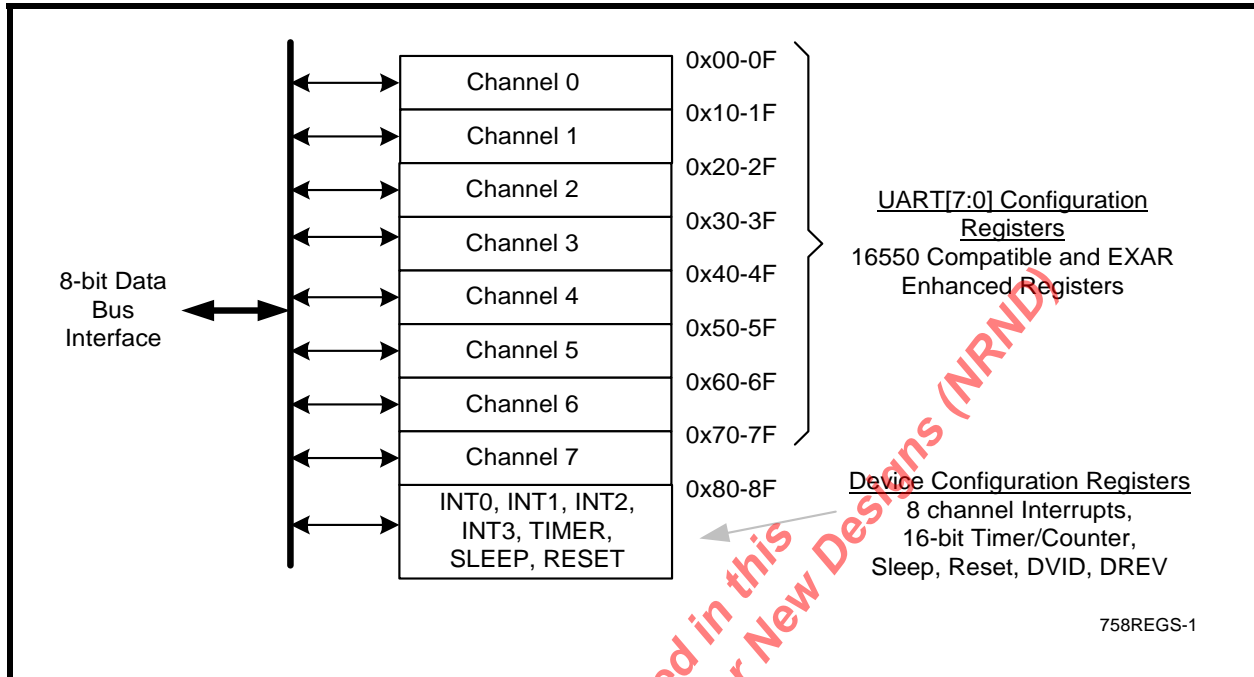 8-bit Data
Bus
Interface
Channel 0
Channel 1
Channel 2
Channel 3
Channel 4
Channel 5
Channel 6
Channel 7
INT0, INT1, INT2,
INT3, TIMER,
SLEEP, RESET
0x00-0F
0x10-1F
0x20-2F
0x30-3F
0x40-4F
0x50-5F
0x60-6F
0x70-7F
0x80-8F
UART[7:0] Configuration
Registers
16550 Compatible and EXAR
Enhanced Registers
Device Configuration Registers
8 channel Interrupts,
16-bit Timer/Counter,
Sleep, Reset, DVID, DREV
758REGS-1
in this
New Designs (NRND)